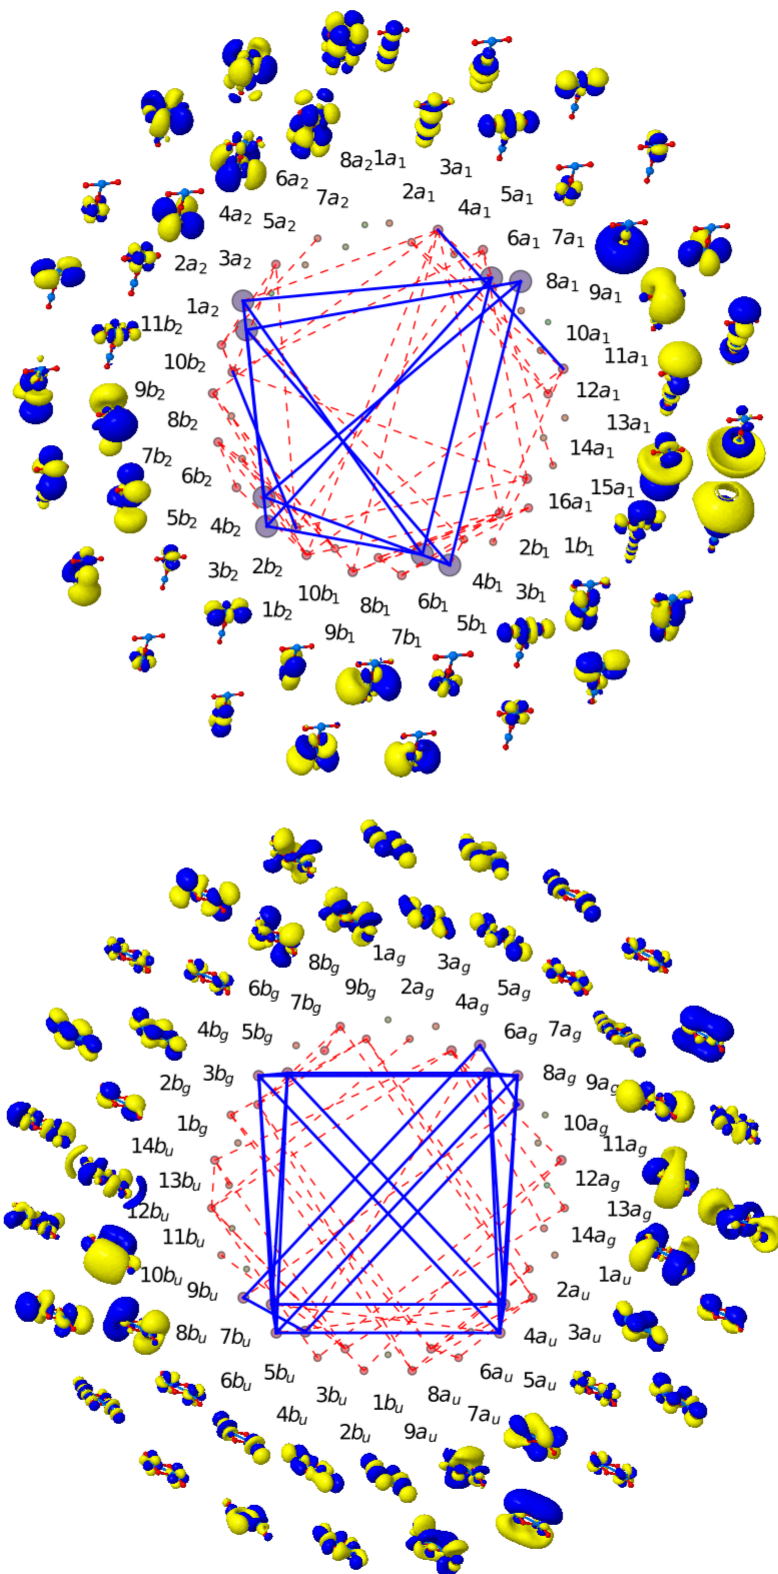 8a₂ 1a₁ 3a₁
6a₂ 7a₂ 2a₁ 5a₁
4a₂ 5a₂ 4a₁
2a₂ 3a₂ 6a₁ 7a₁
1a₂ 8a₁ 9a₁
11b₂ 10a₁
10b₂ 11a₁
9b₂ 12a₁
8b₂ 13a₁
7b₂ 14a₁
6b₂ 15a₁
5b₂ 4b₂ 16a₁
3b₂ 2b₂ 2b₁ 1b₁
1b₂ 10b₁ 8b₁ 6b₁ 4b₁ 3b₁
9b₁ 7b₁ 5b₁
8b_g 1a_g 3a_g
6b_g 7b_g 9b_g 2a_g 4a_g 5a_g
4b_g 5b_g 6a_g 7a_g
2b_g 3b_g 8a_g 9a_g
1b_g 10a_g
14b_u 11a_g
13b_u 12a_g
12b_u 13a_g
11b_u 14a_g
10b_u 1a_u
9b_u 2a_u
8b_u 7b_u 4a_u 3a_u
6b_u 5b_u 6a_u 5a_u
3b_u 1b_u 8a_u
4b_u 2b_u 9a_u 7a_u